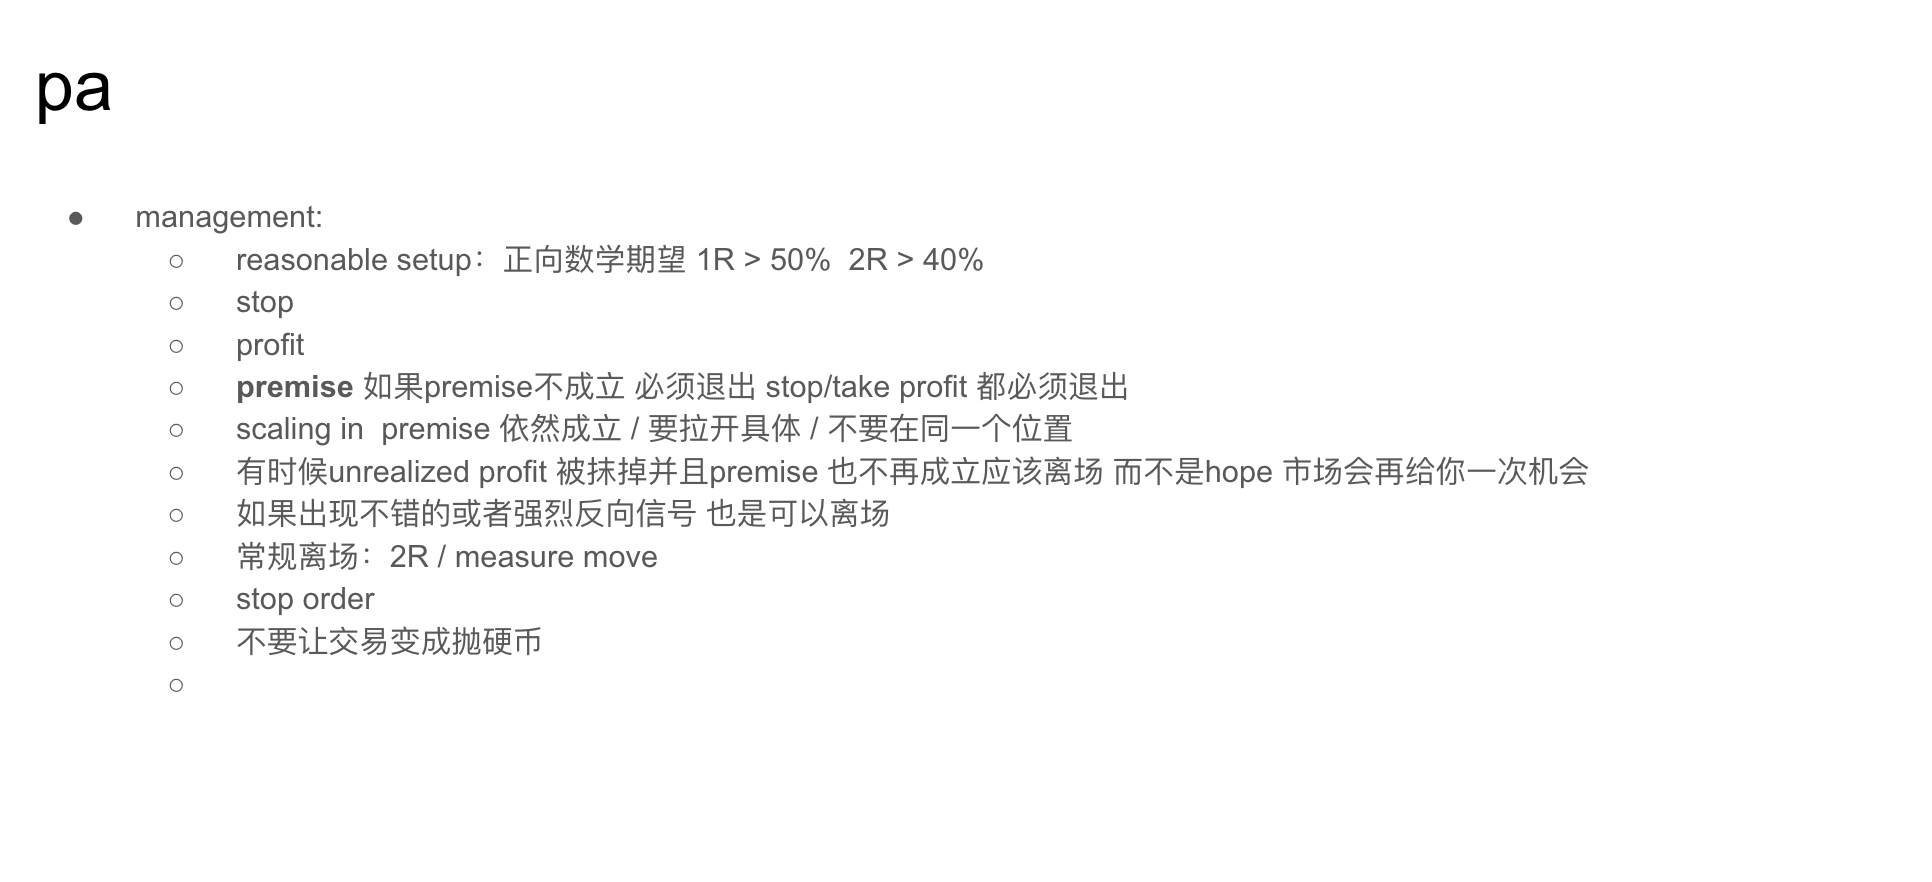 pa
● management:
○ reasonable setup：正向数学期望 1R > 50%  2R > 40%
○ stop
○ profit
○ premise 如果premise不成立 必须退出 stop/take profit 都必须退出
○ scaling in  premise 依然成立 / 要拉开具体 / 不要在同一个位置
○ 有时候unrealized profit 被抹掉并且premise 也不再成立应该离场 而不是hope 市场会再给你一次机会
○ 如果出现不错的或者强烈反向信号 也是可以离场
○ 常规离场：2R / measure move
○ stop order
○ 不要让交易变成抛硬币
○